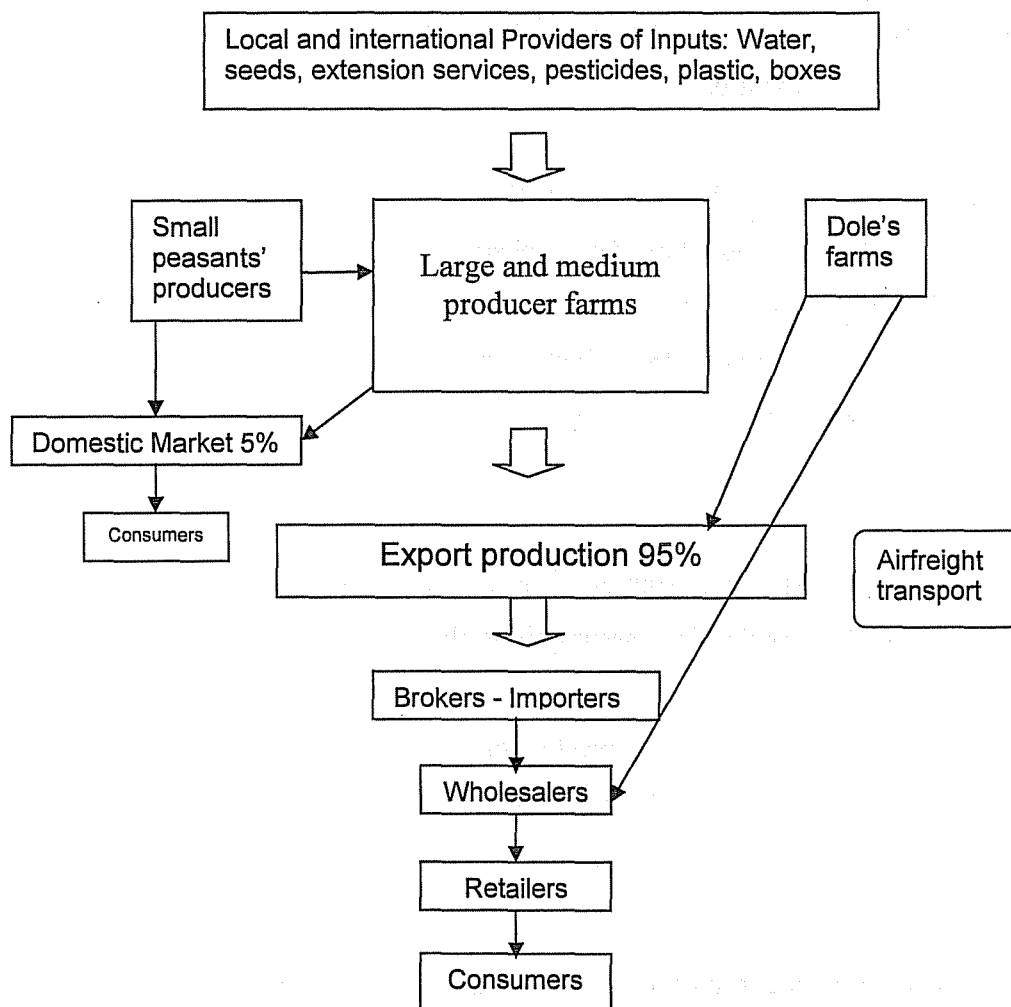 Local and international Providers of Inputs: Water,
seeds, extension services, pesticides, plastic, boxes
Small
peasants’
producers
Large and medium
producer farms
Dole’s
farms
Domestic Market 5%
Consumers
Export production 95%
Airfreight
transport
Brokers - Importers
Wholesalers
Retailers
Consumers